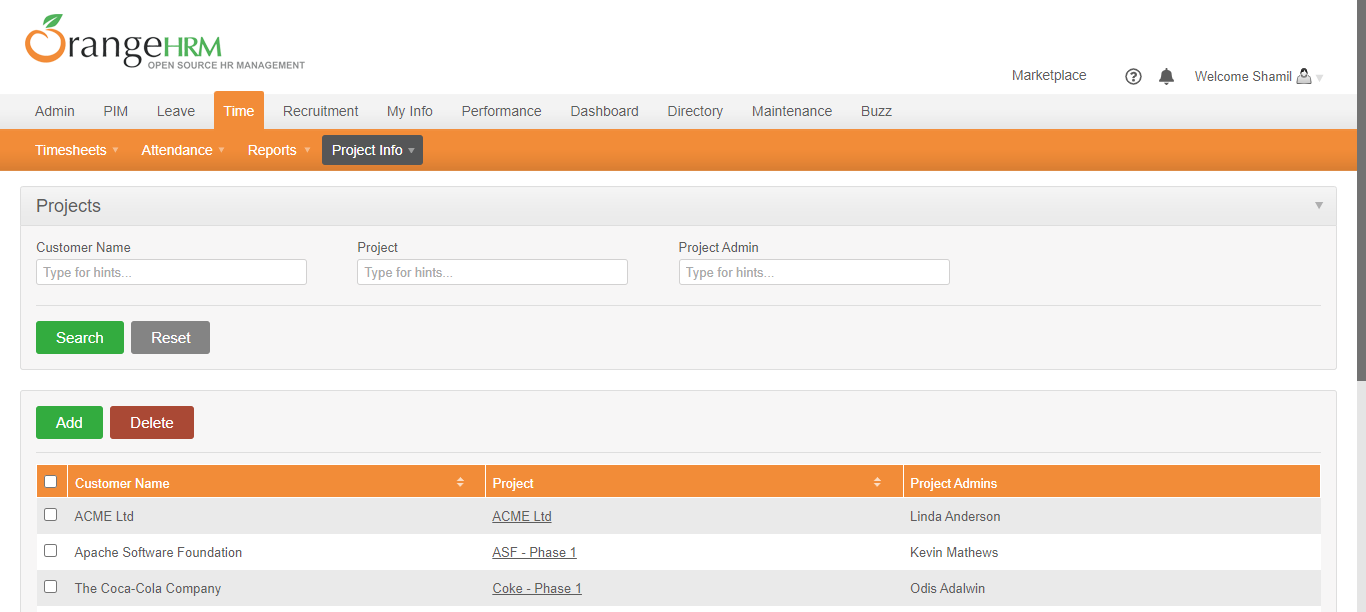 OrangeHRM
OPEN SOURCE HR MANAGEMENT
Marketplace ? Welcome Shamil
Admin PIM Leave Time Recruitment My Info Performance Dashboard Directory Maintenance Buzz
Timesheets Attendance Reports Project Info
Projects
Customer Name Project Project Admin
Type for hints... Type for hints... Type for hints...
Search Reset
Add Delete
Customer Name Project Project Admins
ACME Ltd ACME Ltd Linda Anderson
Apache Software Foundation ASF - Phase 1 Kevin Mathews
The Coca-Cola Company Coke - Phase 1 Odis Adalwin